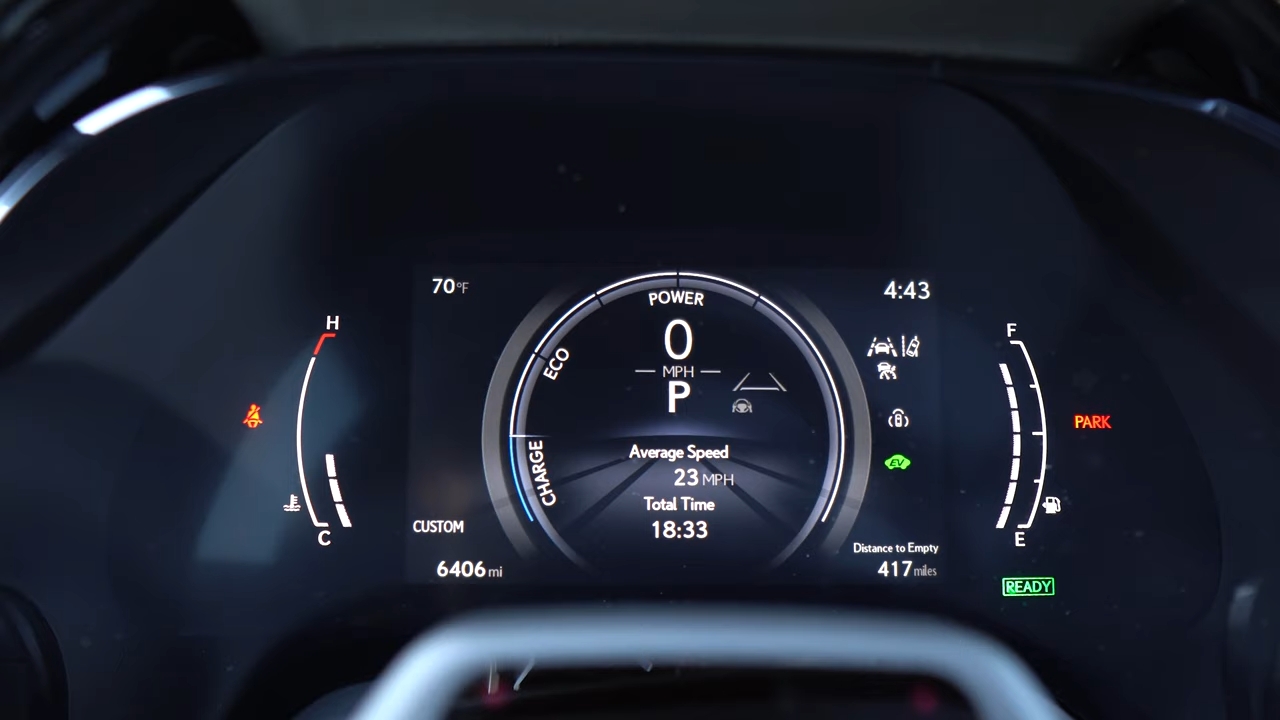 70°F
4:43
H
POWER
F
0
MPH
ECO
P
PARK
Average Speed
CHARGE
23 MPH
EV
Total Time
CUSTOM
18:33
C
E
Distance to Empty
6406 mi
417 miles
READY